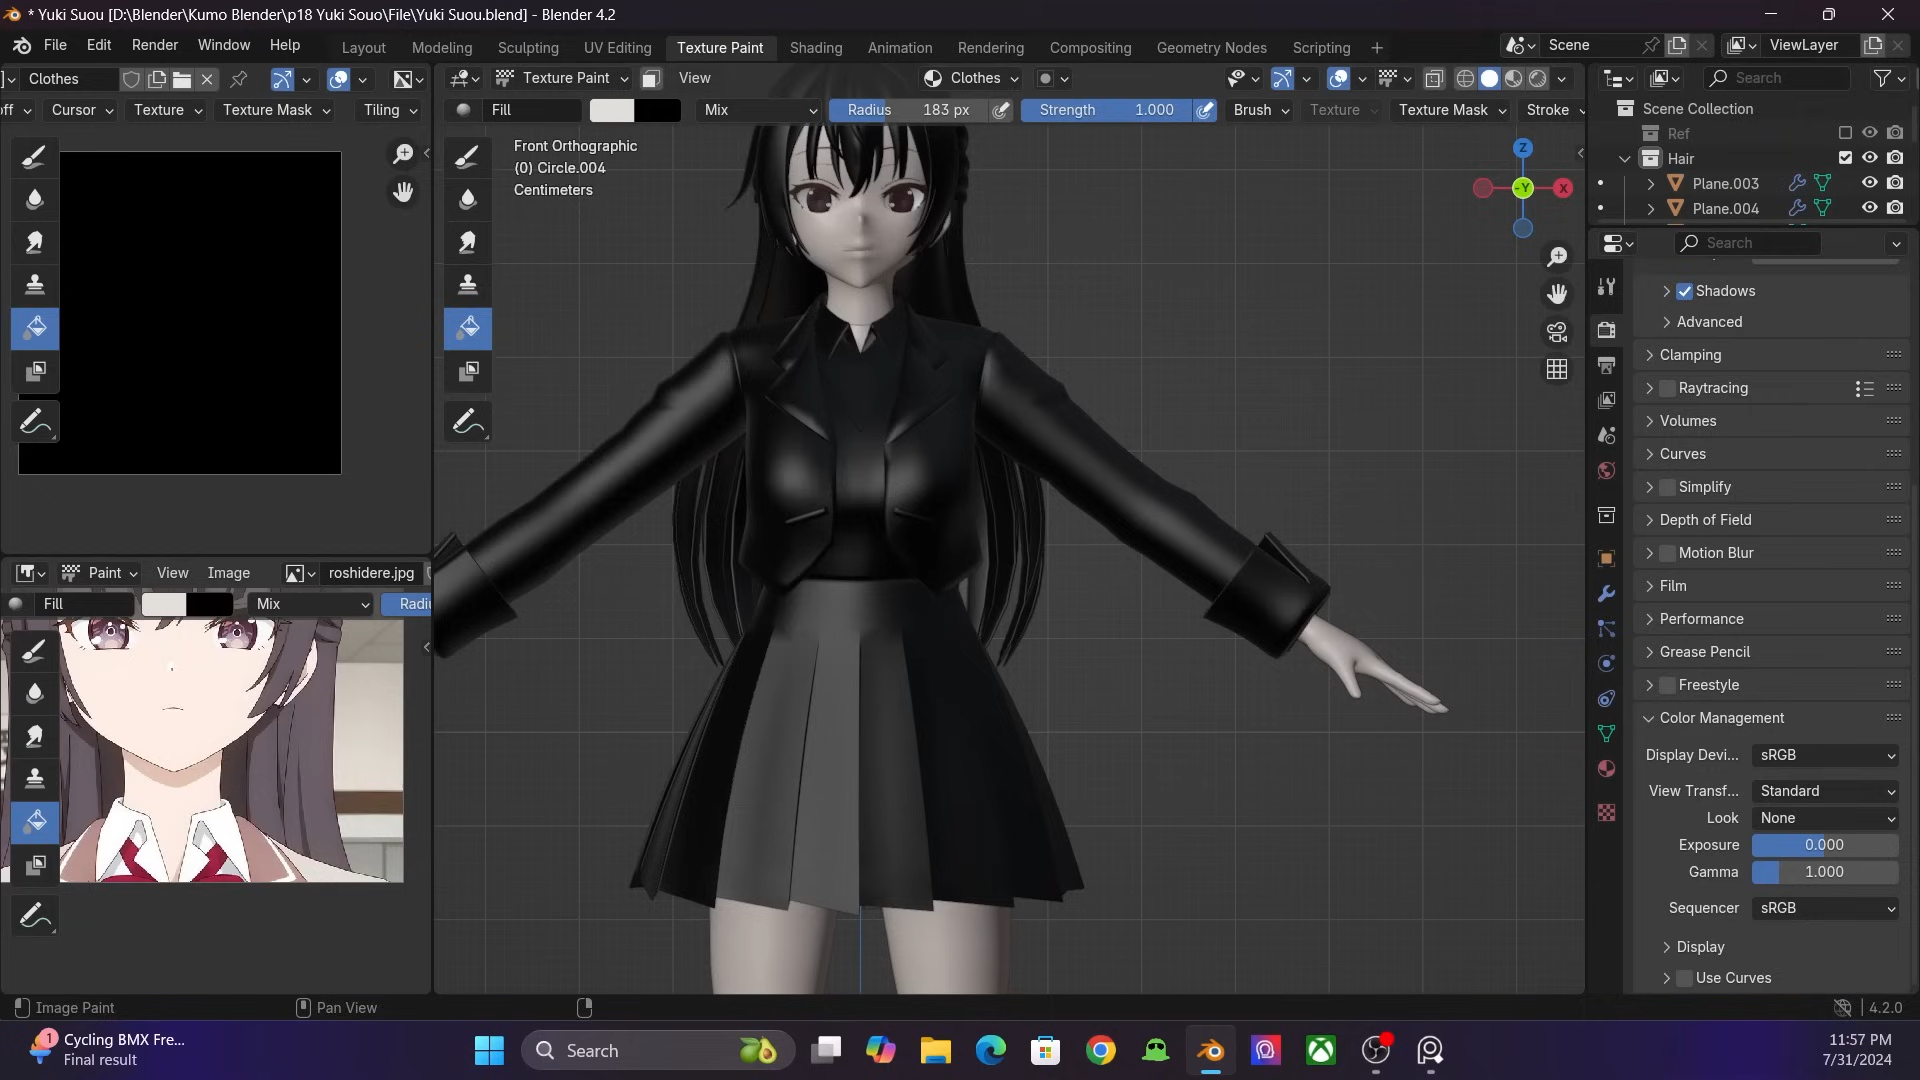 * Yuki Suou [D:\Blender\Kumo Blender\p18 Yuki Souo\File\Yuki Suou.blend] - Blender 4.2
File Edit Render Window Help Layout Modeling Sculpting UV Editing Texture Paint Shading Animation Rendering Compositing Geometry Nodes Scripting + Scene ViewLayer
Clothes Texture Paint View Clothes Search
ff Cursor Texture Texture Mask Tiling Fill Mix Radius 183 px Strength 1.000 Brush Texture Texture Mask Stroke
Scene Collection
Ref
Hair
Plane.003
Plane.004
Front Orthographic
(0) Circle.004
Centimeters
Z
-Y
X
Search
Shadows
Advanced
Clamping
Raytracing
Volumes
Curves
Simplify
Depth of Field
Motion Blur
Film
Performance
Grease Pencil
Freestyle
Color Management
Display Devi... sRGB
View Transf... Standard
Look None
Exposure 0.000
Gamma 1.000
Sequencer sRGB
Display
Use Curves
Paint View Image roshidere.jpg
Fill Mix Radiu
Image Paint Pan View 4.2.0
1
Cycling BMX Fre...
Final result
Search
11:57 PM
7/31/2024